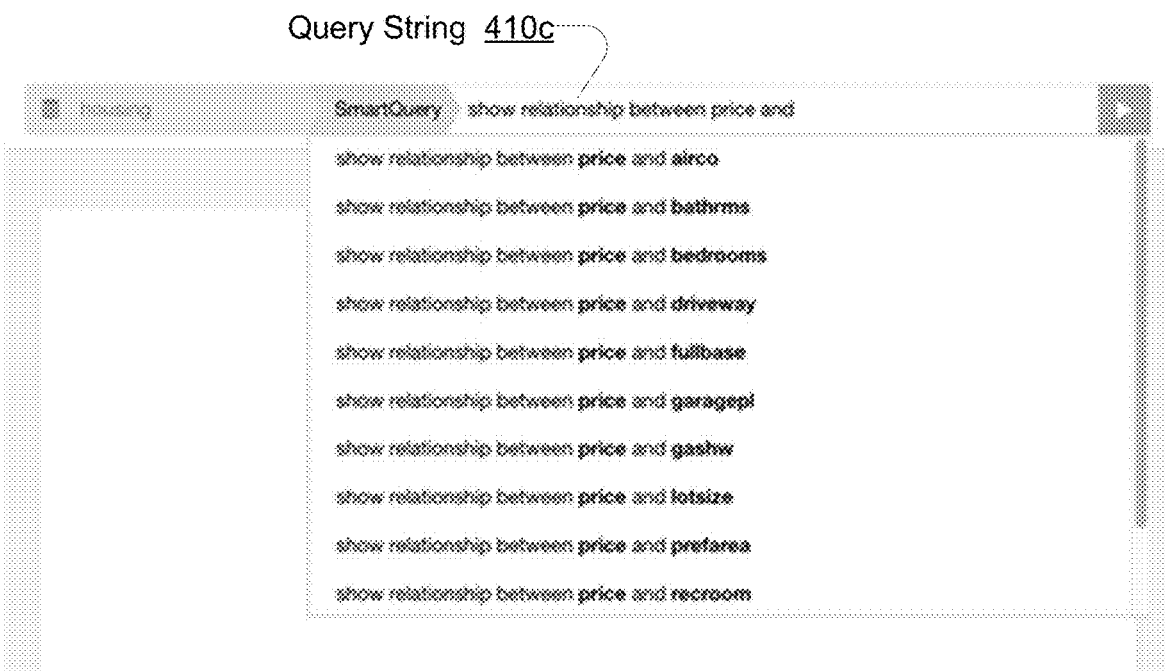 Query String 410c
housing SmartQuery show relationship between price and
show relationship between price and airco
show relationship between price and bathrms
show relationship between price and bedrooms
show relationship between price and driveway
show relationship between price and fullbase
show relationship between price and garagepl
show relationship between price and gashw
show relationship between price and lotsize
show relationship between price and prefarea
show relationship between price and recroom